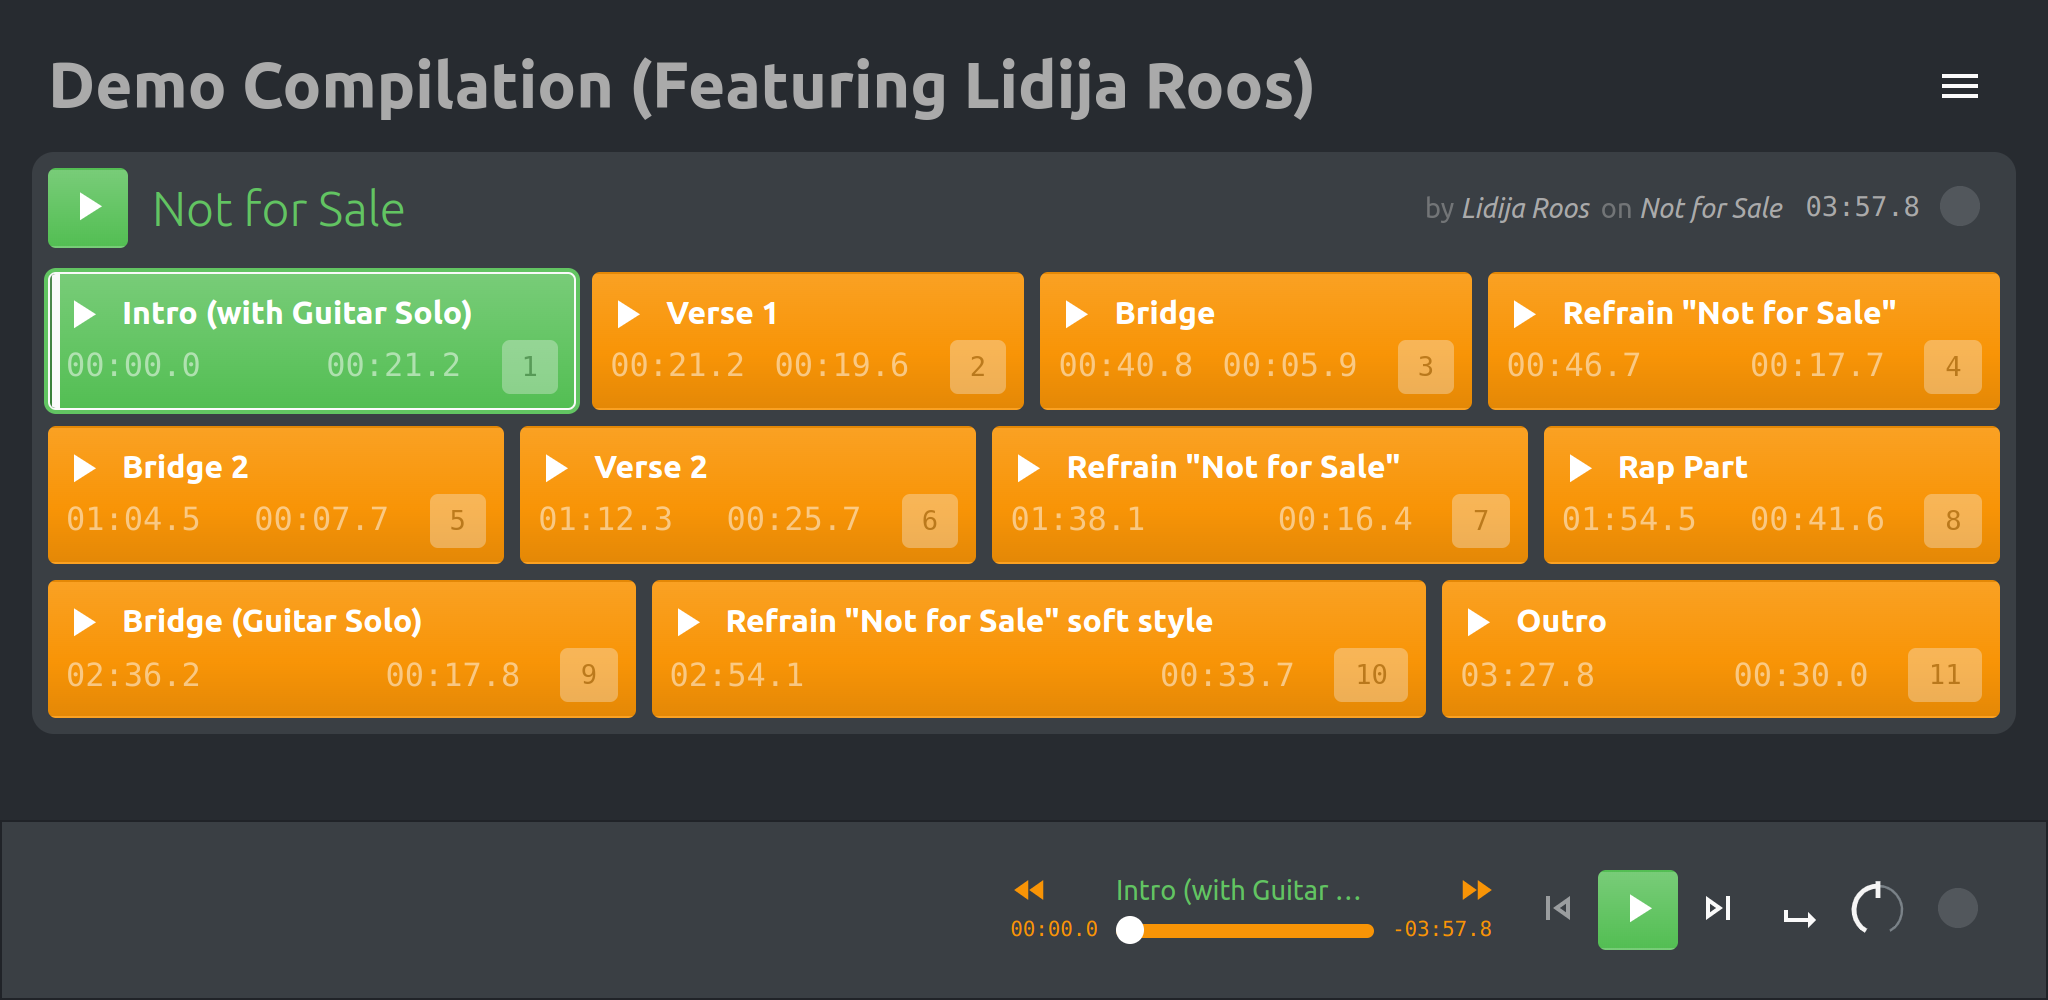 Demo Compilation (Featuring Lidija Roos)
Not for Sale
by Lidija Roos on Not for Sale 03:57.8
Intro (with Guitar Solo)
00:00.0 00:21.2 1
Verse 1
00:21.2 00:19.6 2
Bridge
00:40.8 00:05.9 3
Refrain "Not for Sale"
00:46.7 00:17.7 4
Bridge 2
01:04.5 00:07.7 5
Verse 2
01:12.3 00:25.7 6
Refrain "Not for Sale"
01:38.1 00:16.4 7
Rap Part
01:54.5 00:41.6 8
Bridge (Guitar Solo)
02:36.2 00:17.8 9
Refrain "Not for Sale" soft style
02:54.1 00:33.7 10
Outro
03:27.8 00:30.0 11
Intro (with Guitar ...
00:00.0 -03:57.8